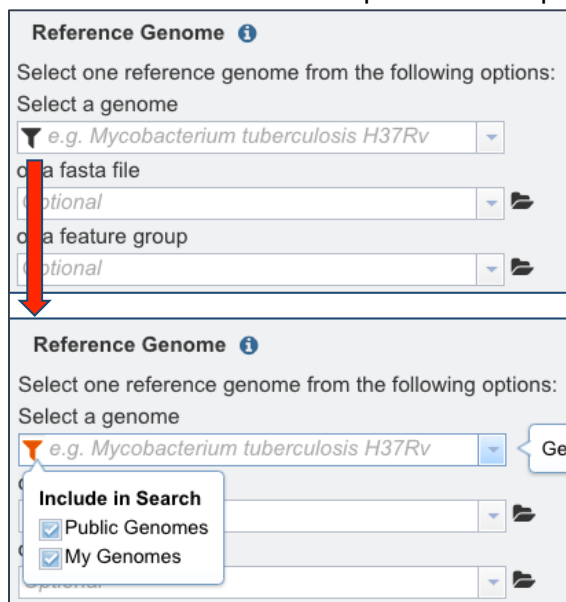 Reference Genome
Select one reference genome from the following options:
Select a genome
e.g. Mycobacterium tuberculosis H37Rv
a fasta file
a feature group
Reference Genome
Select one reference genome from the following options:
Select a genome
e.g. Mycobacterium tuberculosis H37Rv
Ge
Include in Search
Public Genomes
My Genomes